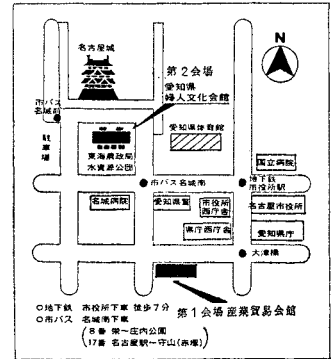 名古屋城
N
第2会場
愛知県
婦人文化会館
市バス
名城前
駐車場
愛知県体育館
東海農政局
水資源公団
国立病院
市バス名城南
地下鉄
市役所駅
名城病院
愛知県警
市役所
西庁舎
名古屋市役所
県庁西庁舎
愛知県庁
大津橋
第1会場産業貿易会館
○地下鉄 市役所下車 徒歩7分
○市バス 名城南下車
(8番 栄〜庄内公園
17番 名古屋駅〜守山(赤塚))